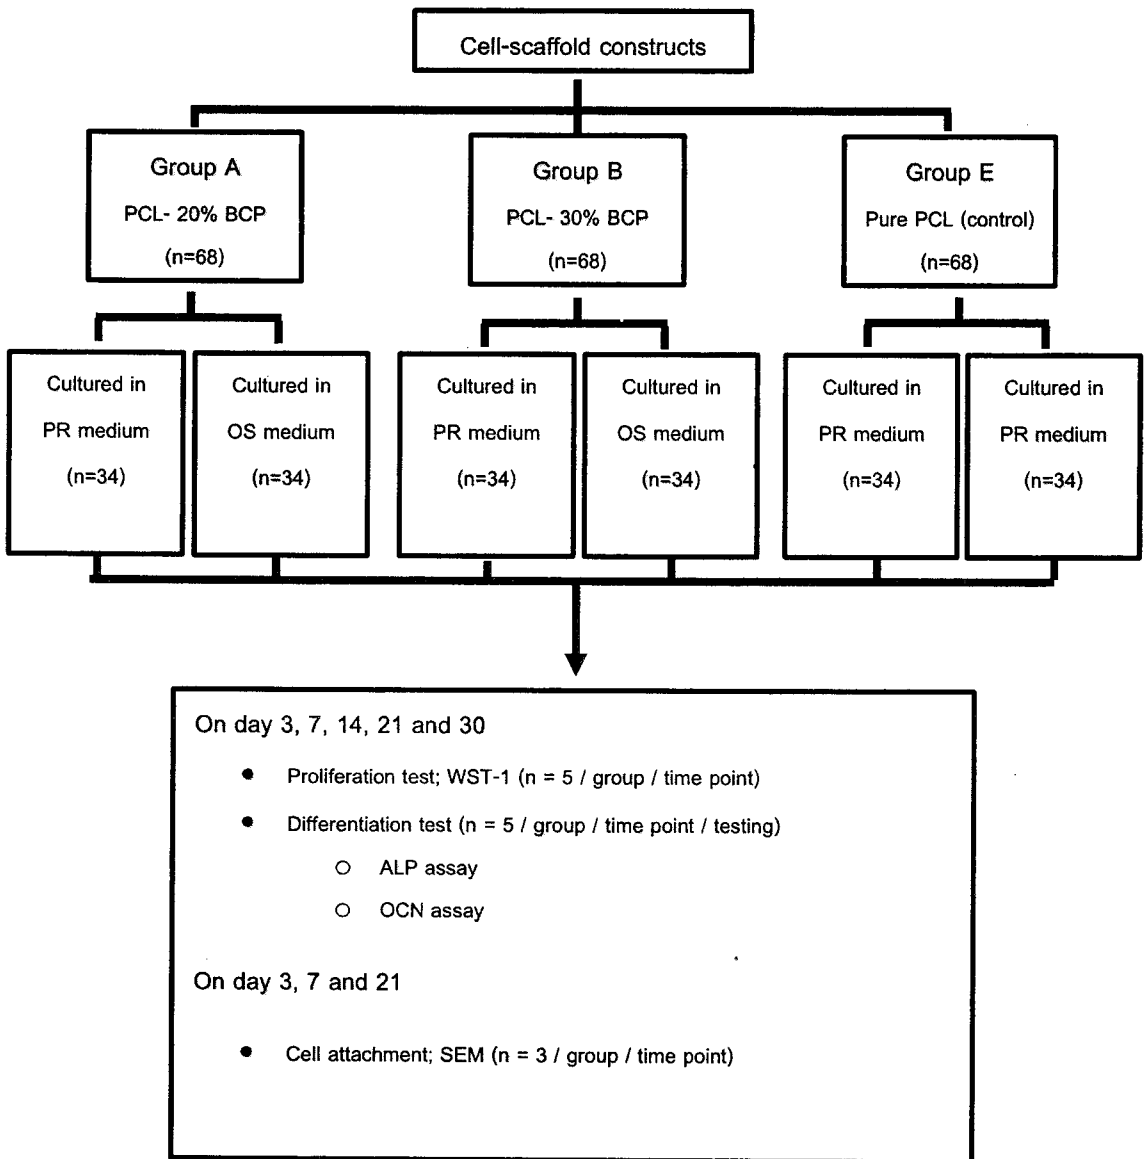 Cell-scaffold constructs
Group A
PCL- 20% BCP
(n=68)
Group B
PCL- 30% BCP
(n=68)
Group E
Pure PCL (control)
(n=68)
Cultured in
PR medium
(n=34)
Cultured in
OS medium
(n=34)
Cultured in
PR medium
(n=34)
Cultured in
OS medium
(n=34)
Cultured in
PR medium
(n=34)
Cultured in
PR medium
(n=34)
On day 3, 7, 14, 21 and 30
● Proliferation test; WST-1 (n = 5 / group / time point)
● Differentiation test (n = 5 / group / time point / testing)
○ ALP assay
○ OCN assay
On day 3, 7 and 21
● Cell attachment; SEM (n = 3 / group / time point)